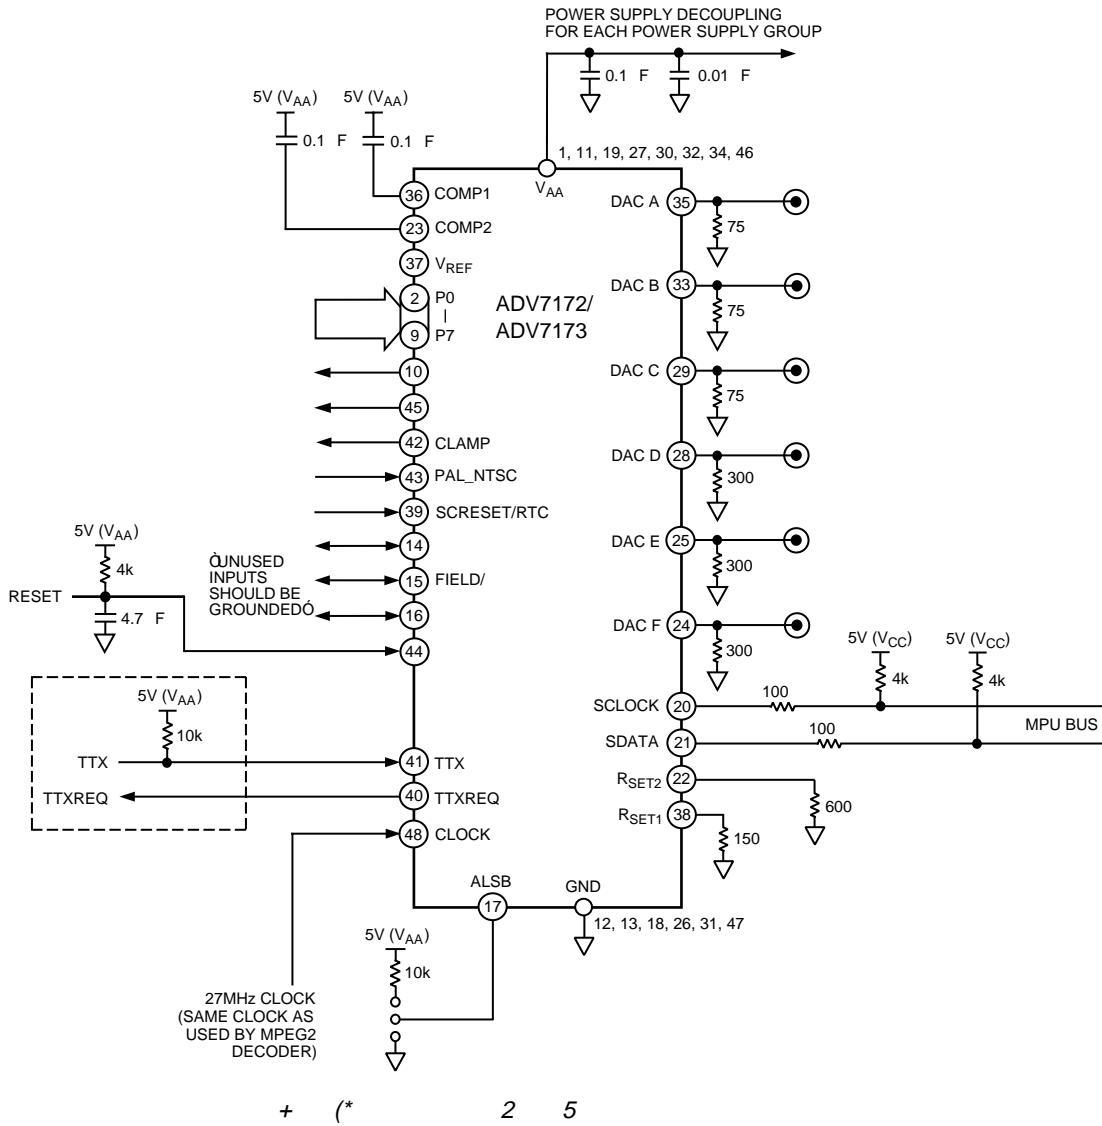 POWER SUPPLY DECOUPLING
FOR EACH POWER SUPPLY GROUP
0.1 F
0.01 F
5V (VAA)
5V (VAA)
0.1 F
0.1 F
1, 11, 19, 27, 30, 32, 34, 46
VAA
36 COMP1
23 COMP2
37 VREF
2 P0
|
9 P7
10
45
42 CLAMP
43 PAL_NTSC
39 SCRESET/RTC
14
15 FIELD/
16
44
ÒUNUSED
INPUTS
SHOULD BE
GROUNDEDÓ
5V (VAA)
4k
RESET
4.7 F
5V (VAA)
10k
TTX
TTXREQ
41 TTX
40 TTXREQ
48 CLOCK
ADV7172/
ADV7173
DAC A 35
75
DAC B 33
75
DAC C 29
75
DAC D 28
300
DAC E 25
300
DAC F 24
300
5V (VCC)
5V (VCC)
4k
4k
SCLOCK 20
100
MPU BUS
SDATA 21
100
RSET2 22
600
RSET1 38
150
ALSB
17
GND
12, 13, 18, 26, 31, 47
5V (VAA)
10k
27MHz CLOCK
(SAME CLOCK AS
USED BY MPEG2
DECODER)
+ (* 2 5